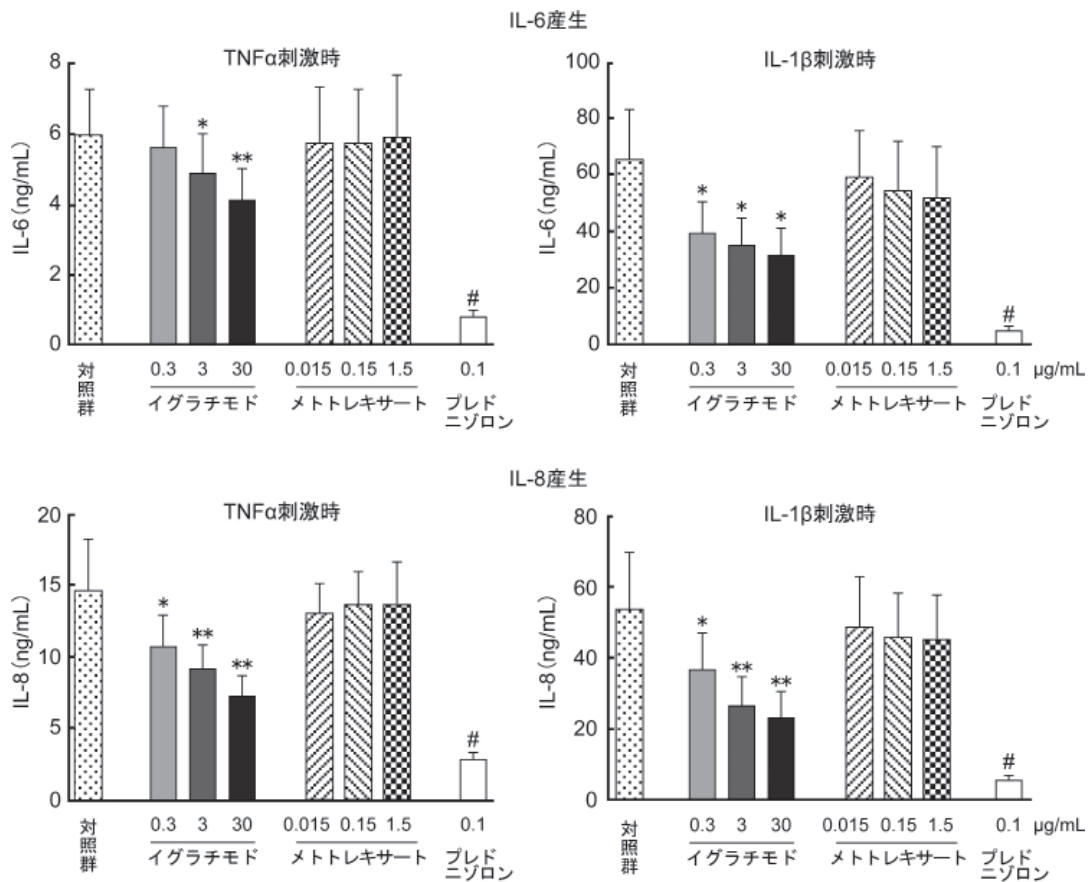 IL-6産生
TNFα刺激時
IL-6(ng/mL)
8
6
4
2
0
*
**
#
対照群
0.3 3 30
イグラチモド
0.015 0.15 1.5
メトトレキサート
0.1
プレド
ニゾロン
IL-1β刺激時
IL-6(ng/mL)
100
80
60
40
20
0
*
*
*
#
対照群
0.3 3 30
イグラチモド
0.015 0.15 1.5
メトトレキサート
0.1 µg/mL
プレド
ニゾロン
IL-8産生
TNFα刺激時
IL-8(ng/mL)
20
15
10
5
0
*
**
**
#
対照群
0.3 3 30
イグラチモド
0.015 0.15 1.5
メトトレキサート
0.1
プレド
ニゾロン
IL-1β刺激時
IL-8(ng/mL)
80
60
40
20
0
*
**
**
#
対照群
0.3 3 30
イグラチモド
0.015 0.15 1.5
メトトレキサート
0.1 µg/mL
プレド
ニゾロン